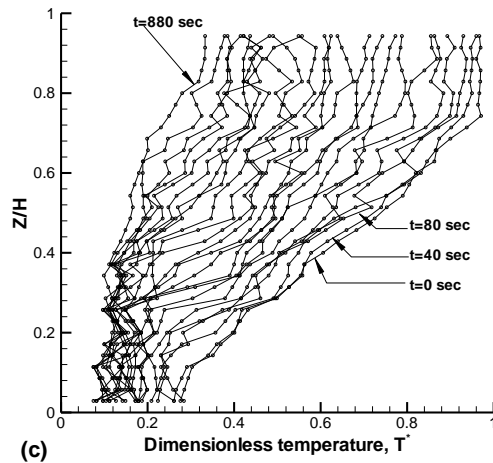 t=880 sec
1
0.8
0.6
0.4
0.2
0
Z/H
t=80 sec
t=40 sec
t=0 sec
0 0.2 0.4 0.6 0.8 1
(c) Dimensionless temperature, T*